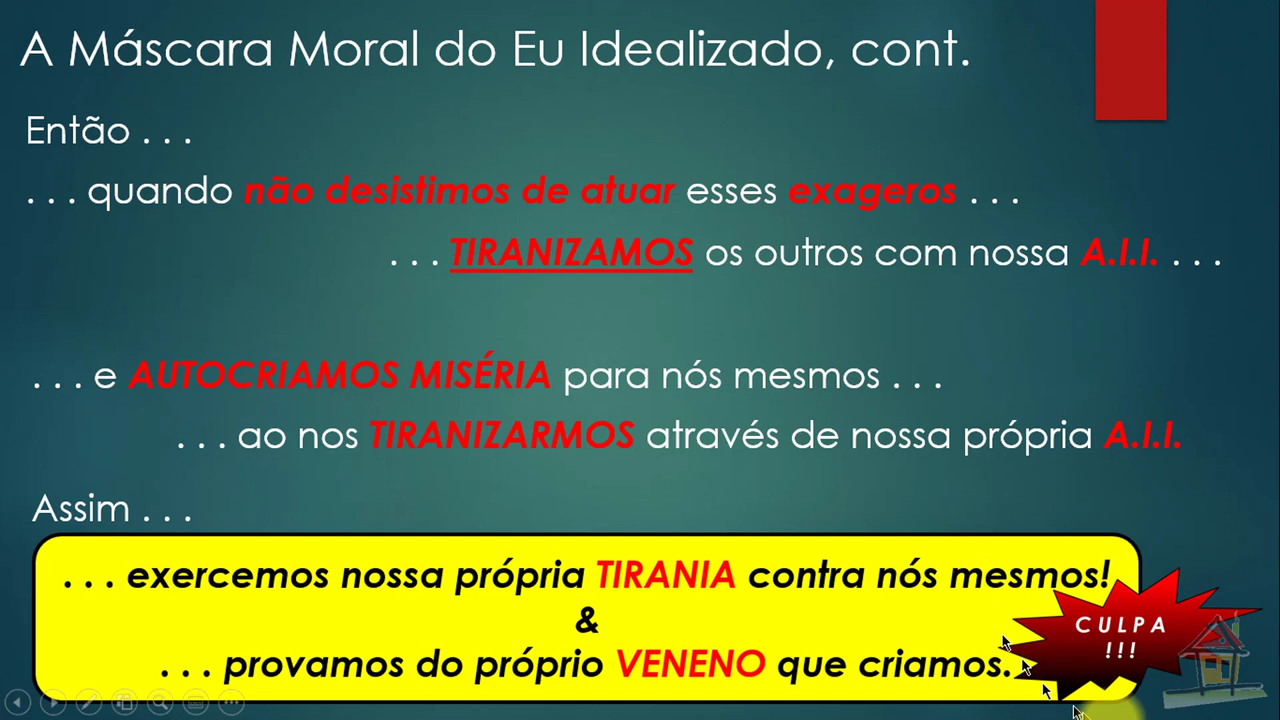 A Máscara Moral do Eu Idealizado, cont.
Então . . .
. . . quando não desistimos de atuar esses exageros . . .
. . . TIRANIZAMOS os outros com nossa A.I.I. . . .
. . . e AUTOCRIAMOS MISÉRIA para nós mesmos . . .
. . . ao nos TIRANIZARMOS através de nossa própria A.I.I.
Assim . . .
. . . exercemos nossa própria TIRANIA contra nós mesmos!
&
. . . provamos do próprio VENENO que criamos.
CULPA
!!!